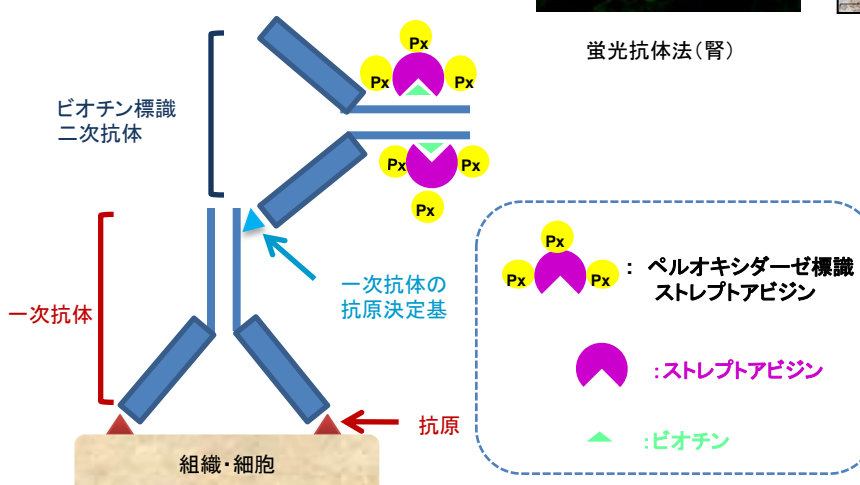 蛍光抗体法(腎)
Px
Px
Px
ビオチン標識
二次抗体
Px
Px
Px
一次抗体の
抗原決定基
一次抗体
抗原
組織・細胞
Px
Px
Px
： ペルオキシダーゼ標識
ストレプトアビジン
：ストレプトアビジン
：ビオチン